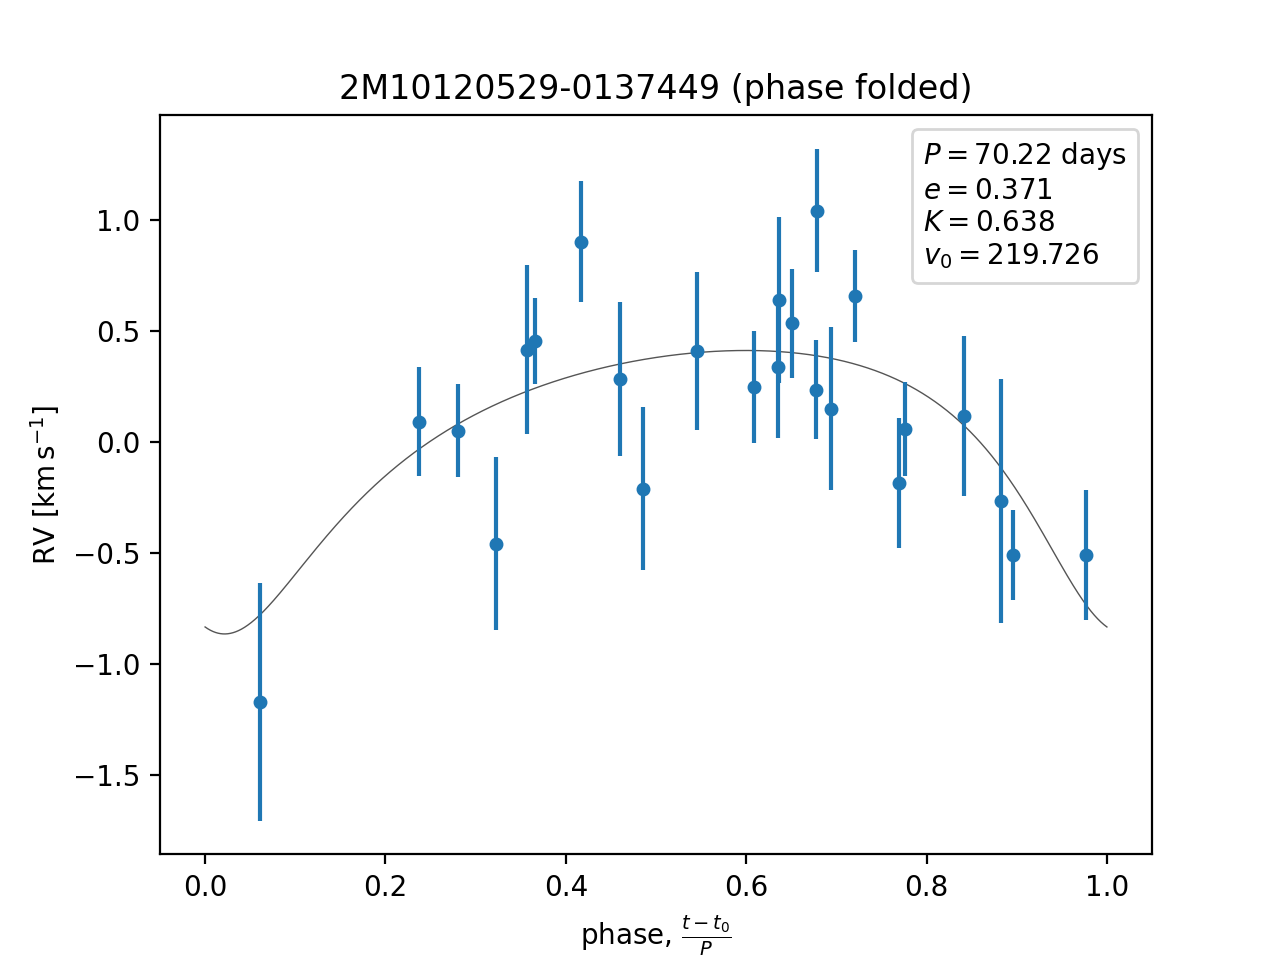 2M10120529-0137449 (phase folded)
P = 70.22 days
e = 0.371
K = 0.638
v₀ = 219.726
1.0
0.5
0.0
−0.5
−1.0
−1.5
RV [km s⁻¹]
0.0 0.2 0.4 0.6 0.8 1.0
phase, (t − t₀)/P